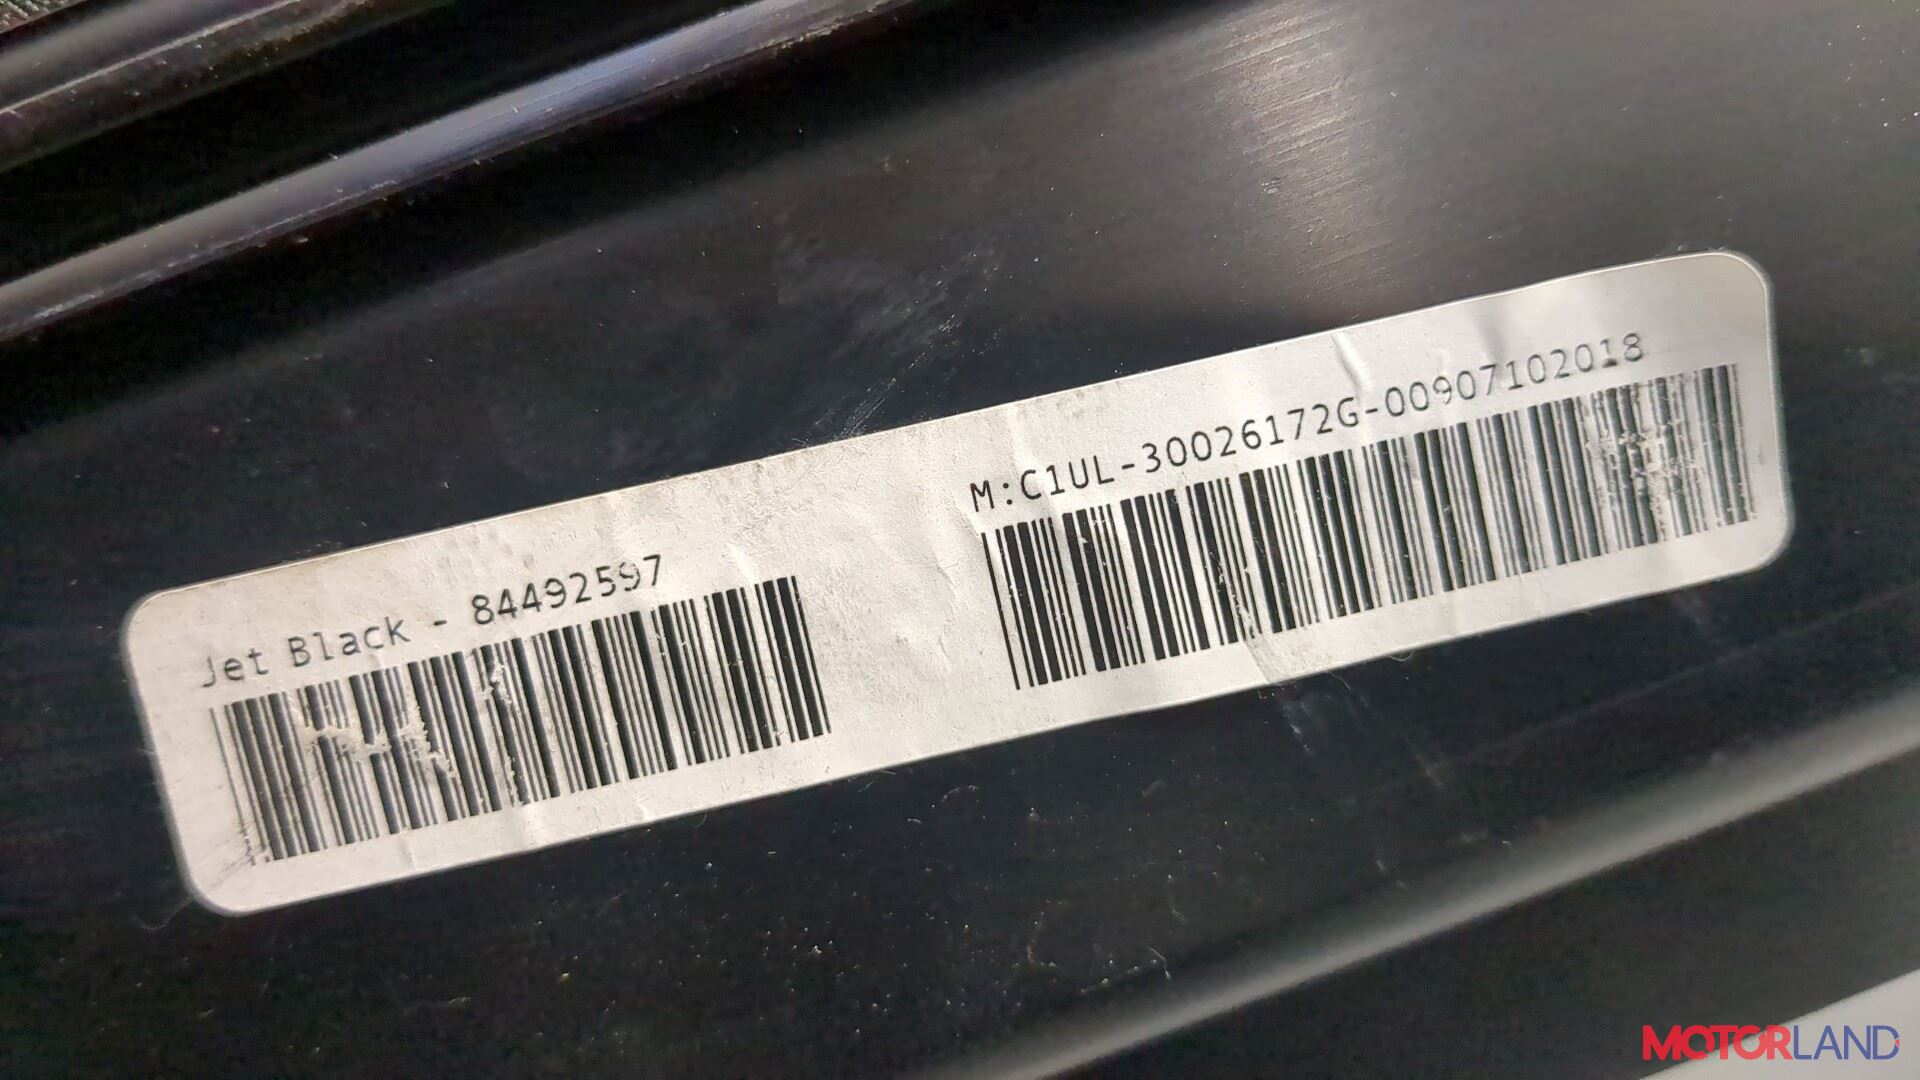 Jet Black - 84492597
M:C1UL-30026172G-00907102018
MOTORLAND